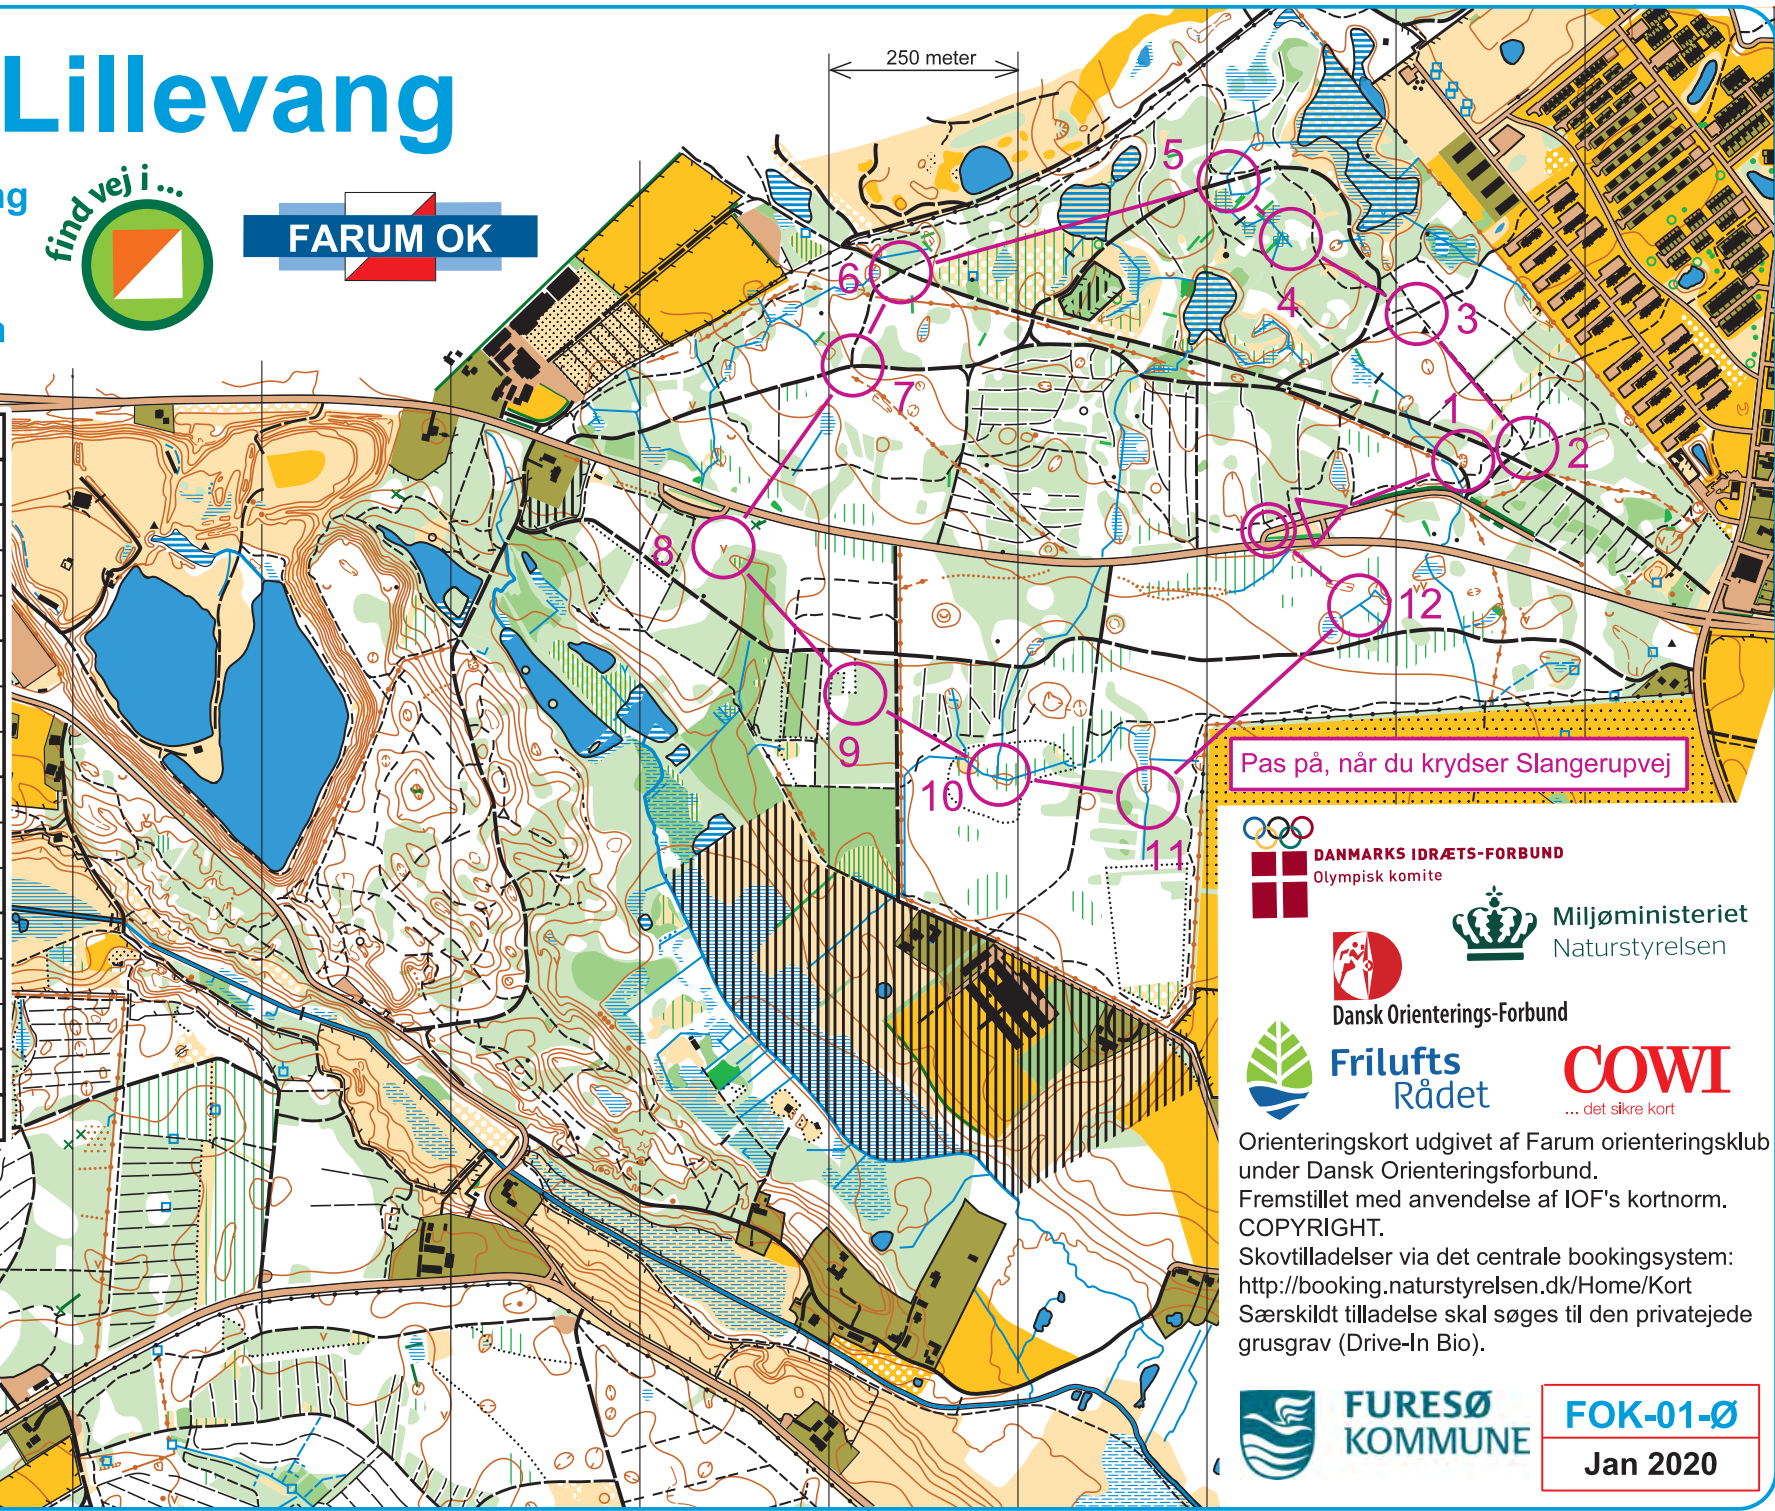 Lillevang
ng
find vej i ...
FARUM OK
n
250 meter
5
6
4
3
7
1
2
8
12
9
10
11
Pas på, når du krydser Slangerupvej
DANMARKS IDRÆTS-FORBUND
Olympisk komite
Miljøministeriet
Naturstyrelsen
Dansk Orienterings-Forbund
Frilufts
Rådet
COWI
... det sikre kort
Orienteringskort udgivet af Farum orienteringsklub
under Dansk Orienteringsforbund.
Fremstillet med anvendelse af IOF's kortnorm.
COPYRIGHT.
Skovtilladelser via det centrale bookingsystem:
http://booking.naturstyrelsen.dk/Home/Kort
Særskildt tilladelse skal søges til den privatejede
grusgrav (Drive-In Bio).
FURESØ
KOMMUNE
FOK-01-Ø
Jan 2020